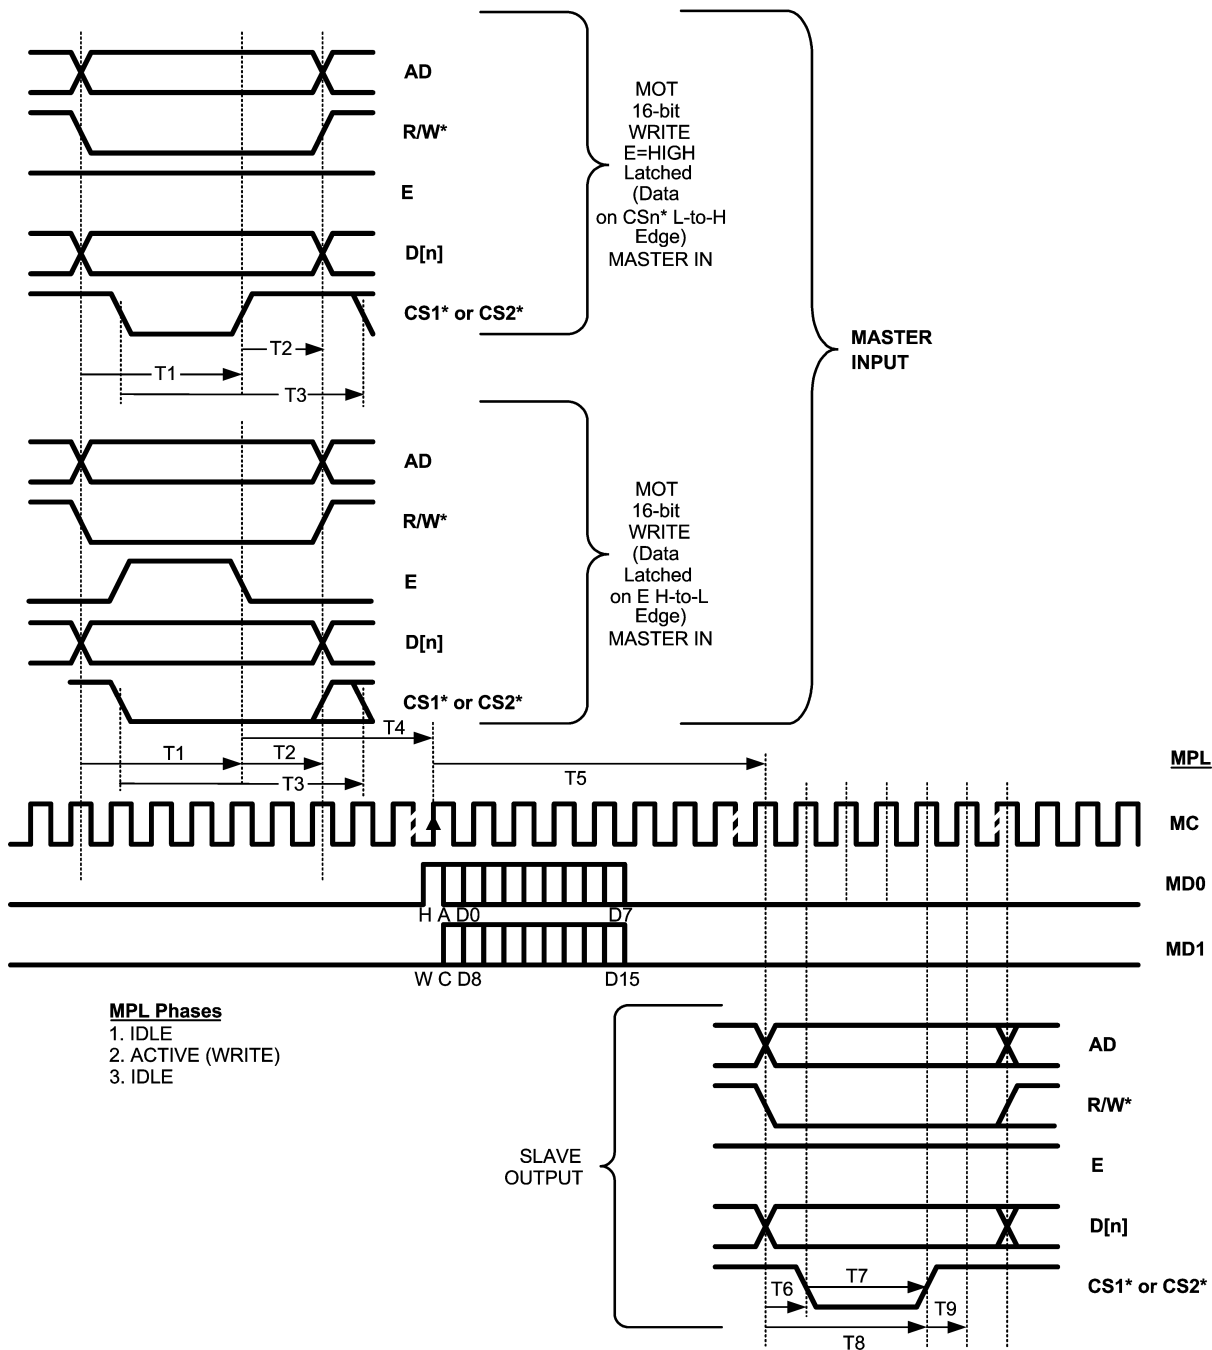 AD
R/W*
E
D[n]
CS1* or CS2*
T2
T1
T3
MOT
16-bit
WRITE
E=HIGH
Latched
(Data
on CSn* L-to-H
Edge)
MASTER IN
MASTER
INPUT
AD
R/W*
E
D[n]
CS1* or CS2*
MOT
16-bit
WRITE
(Data
Latched
on E H-to-L
Edge)
MASTER IN
T4
T1
T2
T3
T5
MPL
MC
MD0
H A D0
D7
MD1
W C D8
D15
MPL Phases
1. IDLE
2. ACTIVE (WRITE)
3. IDLE
SLAVE
OUTPUT
AD
R/W*
E
D[n]
CS1* or CS2*
T7
T6
T9
T8